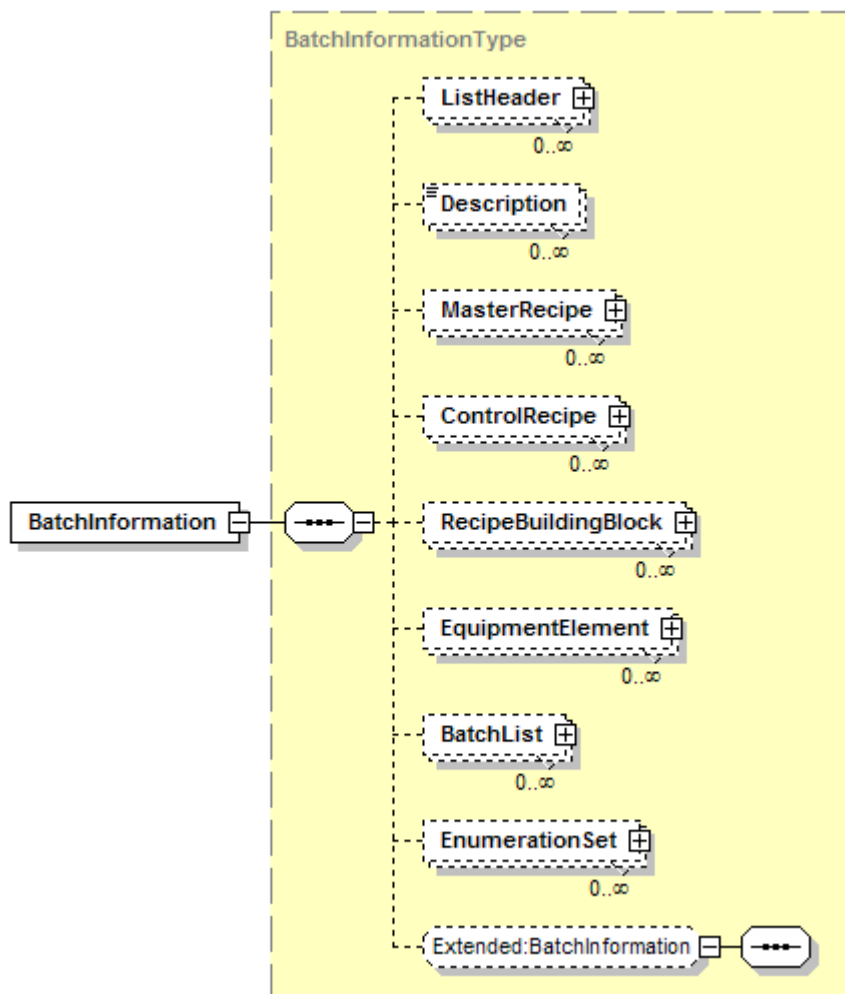 BatchInformationType
ListHeader
0..∞
Description
0..∞
MasterRecipe
0..∞
ControlRecipe
0..∞
BatchInformation
RecipeBuildingBlock
0..∞
EquipmentElement
0..∞
BatchList
0..∞
EnumerationSet
0..∞
Extended:BatchInformation